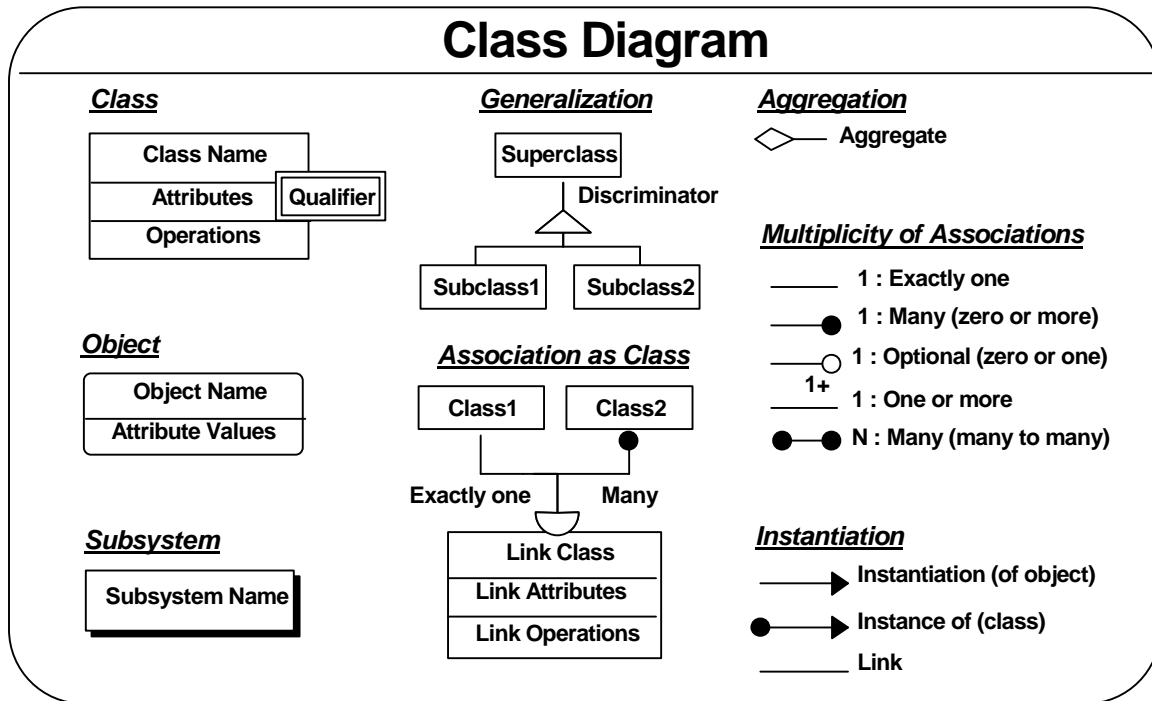 Class Diagram
Class
Class Name
Attributes
Qualifier
Operations
Object
Object Name
Attribute Values
Subsystem
Subsystem Name
Generalization
Superclass
Discriminator
Subclass1
Subclass2
Association as Class
Class1
Class2
Exactly one
Many
Link Class
Link Attributes
Link Operations
Aggregation
Aggregate
Multiplicity of Associations
1 : Exactly one
1 : Many (zero or more)
1 : Optional (zero or one)
1+
1 : One or more
N : Many (many to many)
Instantiation
Instantiation (of object)
Instance of (class)
Link